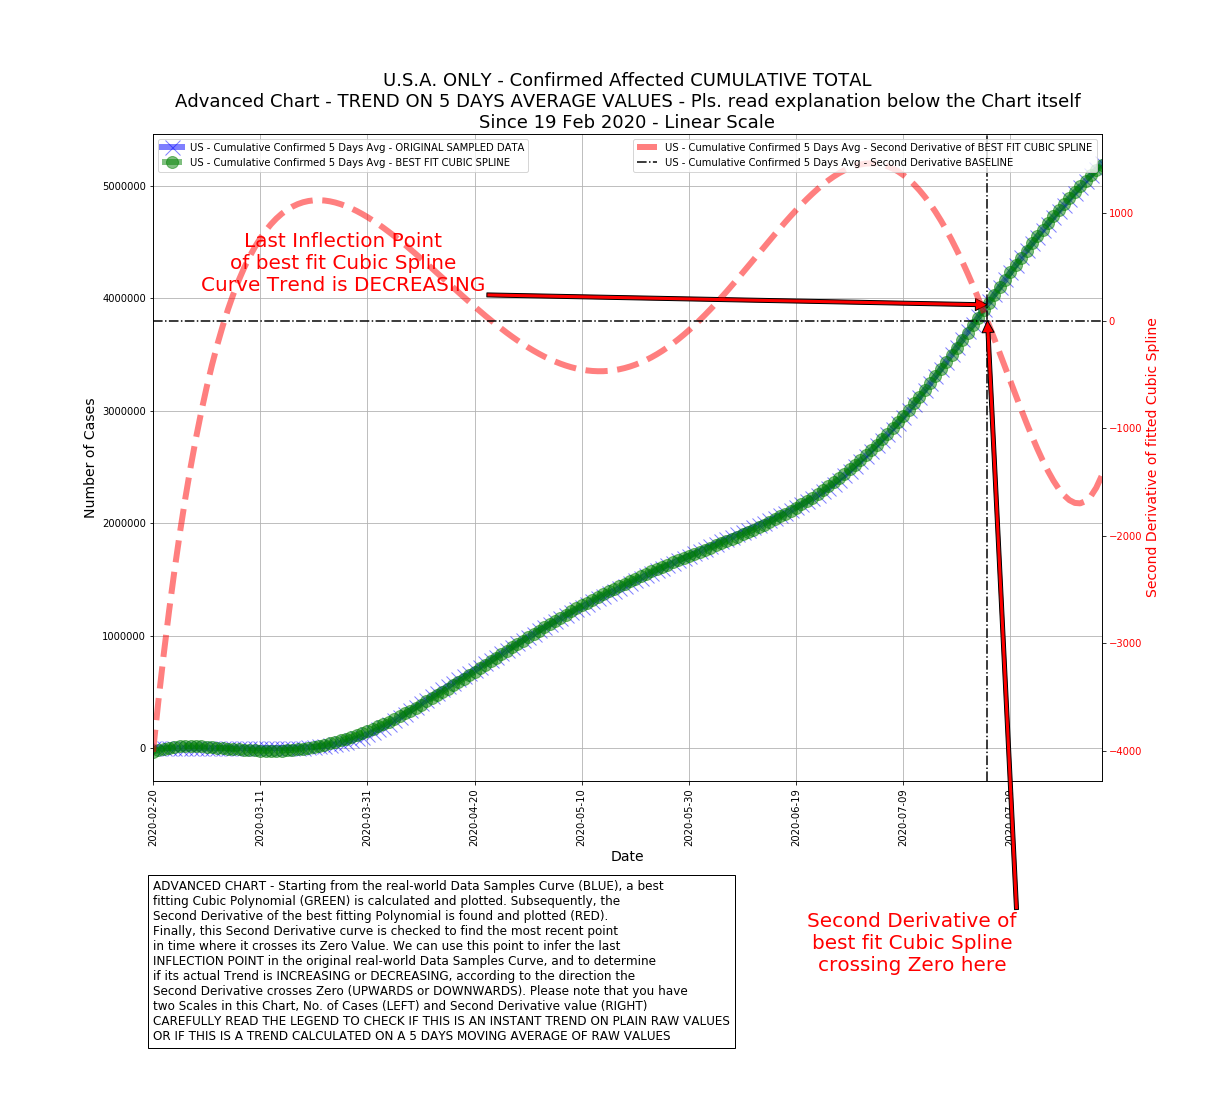 U.S.A. ONLY - Confirmed Affected CUMULATIVE TOTAL
Advanced Chart - TREND ON 5 DAYS AVERAGE VALUES - Pls. read explanation below the Chart itself
Since 19 Feb 2020 - Linear Scale
US - Cumulative Confirmed 5 Days Avg - ORIGINAL SAMPLED DATA
US - Cumulative Confirmed 5 Days Avg - BEST FIT CUBIC SPLINE
US - Cumulative Confirmed 5 Days Avg - Second Derivative of BEST FIT CUBIC SPLINE
US - Cumulative Confirmed 5 Days Avg - Second Derivative BASELINE
Last Inflection Point
of best fit Cubic Spline
Curve Trend is DECREASING
Number of Cases
5000000
4000000
3000000
2000000
1000000
0
1000
0
−1000
−2000
−3000
−4000
Second Derivative of fitted Cubic Spline
2020-02-20
2020-03-11
2020-03-31
2020-04-20
2020-05-10
2020-05-30
2020-06-19
2020-07-09
2020-07-29
Date
Second Derivative of
best fit Cubic Spline
crossing Zero here
ADVANCED CHART - Starting from the real-world Data Samples Curve (BLUE), a best
fitting Cubic Polynomial (GREEN) is calculated and plotted. Subsequently, the
Second Derivative of the best fitting Polynomial is found and plotted (RED).
Finally, this Second Derivative curve is checked to find the most recent point
in time where it crosses its Zero Value. We can use this point to infer the last
INFLECTION POINT in the original real-world Data Samples Curve, and to determine
if its actual Trend is INCREASING or DECREASING, according to the direction the
Second Derivative crosses Zero (UPWARDS or DOWNWARDS). Please note that you have
two Scales in this Chart, No. of Cases (LEFT) and Second Derivative value (RIGHT)
CAREFULLY READ THE LEGEND TO CHECK IF THIS IS AN INSTANT TREND ON PLAIN RAW VALUES
OR IF THIS IS A TREND CALCULATED ON A 5 DAYS MOVING AVERAGE OF RAW VALUES